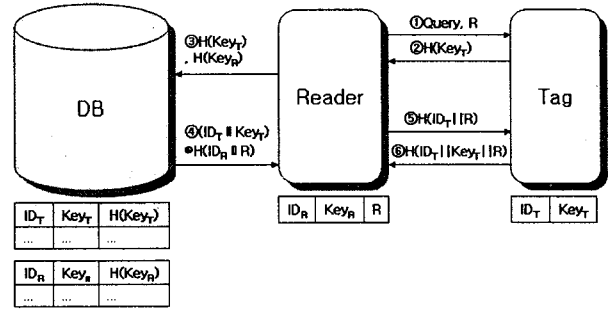 ①Query, R
③H(Key_T)
, H(Key_R)
②H(Key_T)
DB
Reader
Tag
④(ID_T || Key_T)
⊕H(ID_R || R)
⑤H(ID_T||R)
⑥H(ID_T||Key_T||R)
ID_T Key_T H(Key_T)
... ... ...
ID_R Key_R R
ID_T Key_T
ID_R Key_R H(Key_R)
... ... ...